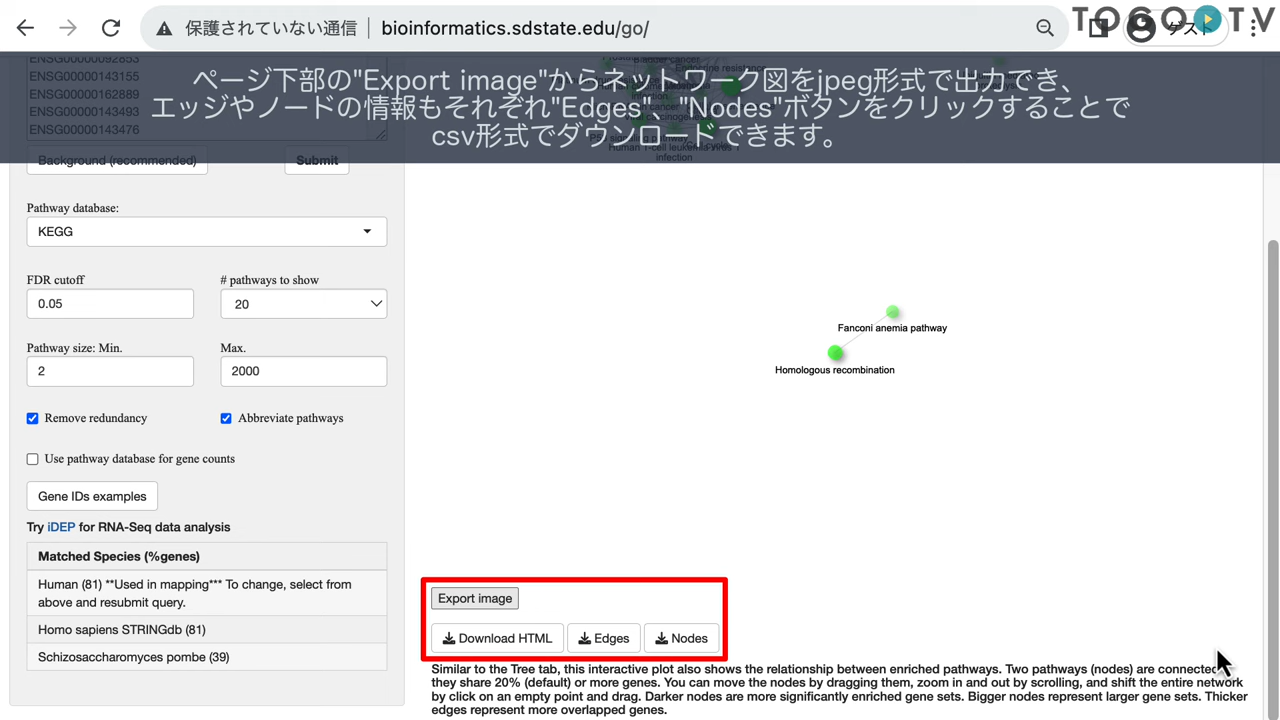 保護されていない通信
bioinformatics.sdstate.edu/go/
ゲスト
TOGO TV
ページ下部の"Export image"からネットワーク図をjpeg形式で出力でき、
エッジやノードの情報もそれぞれ"Edges"、"Nodes"ボタンをクリックすることで
csv形式でダウンロードできます。
ENSG00000092853
ENSG00000143155
ENSG00000162889
ENSG00000143493
ENSG00000143476
Background (recommended)
Submit
Pathway database:
KEGG
FDR cutoff
# pathways to show
0.05
20
Pathway size: Min.
Max.
2
2000
Remove redundancy
Abbreviate pathways
Use pathway database for gene counts
Gene IDs examples
Try iDEP for RNA-Seq data analysis
Matched Species (%genes)
Human (81) **Used in mapping*** To change, select from
above and resubmit query.
Homo sapiens STRINGdb (81)
Schizosaccharomyces pombe (39)
infection
Fanconi anemia pathway
Homologous recombination
Export image
Download HTML
Edges
Nodes
Similar to the Tree tab, this interactive plot also shows the relationship between enriched pathways. Two pathways (nodes) are connected
they share 20% (default) or more genes. You can move the nodes by dragging them, zoom in and out by scrolling, and shift the entire network
by click on an empty point and drag. Darker nodes are more significantly enriched gene sets. Bigger nodes represent larger gene sets. Thicker
edges represent more overlapped genes.